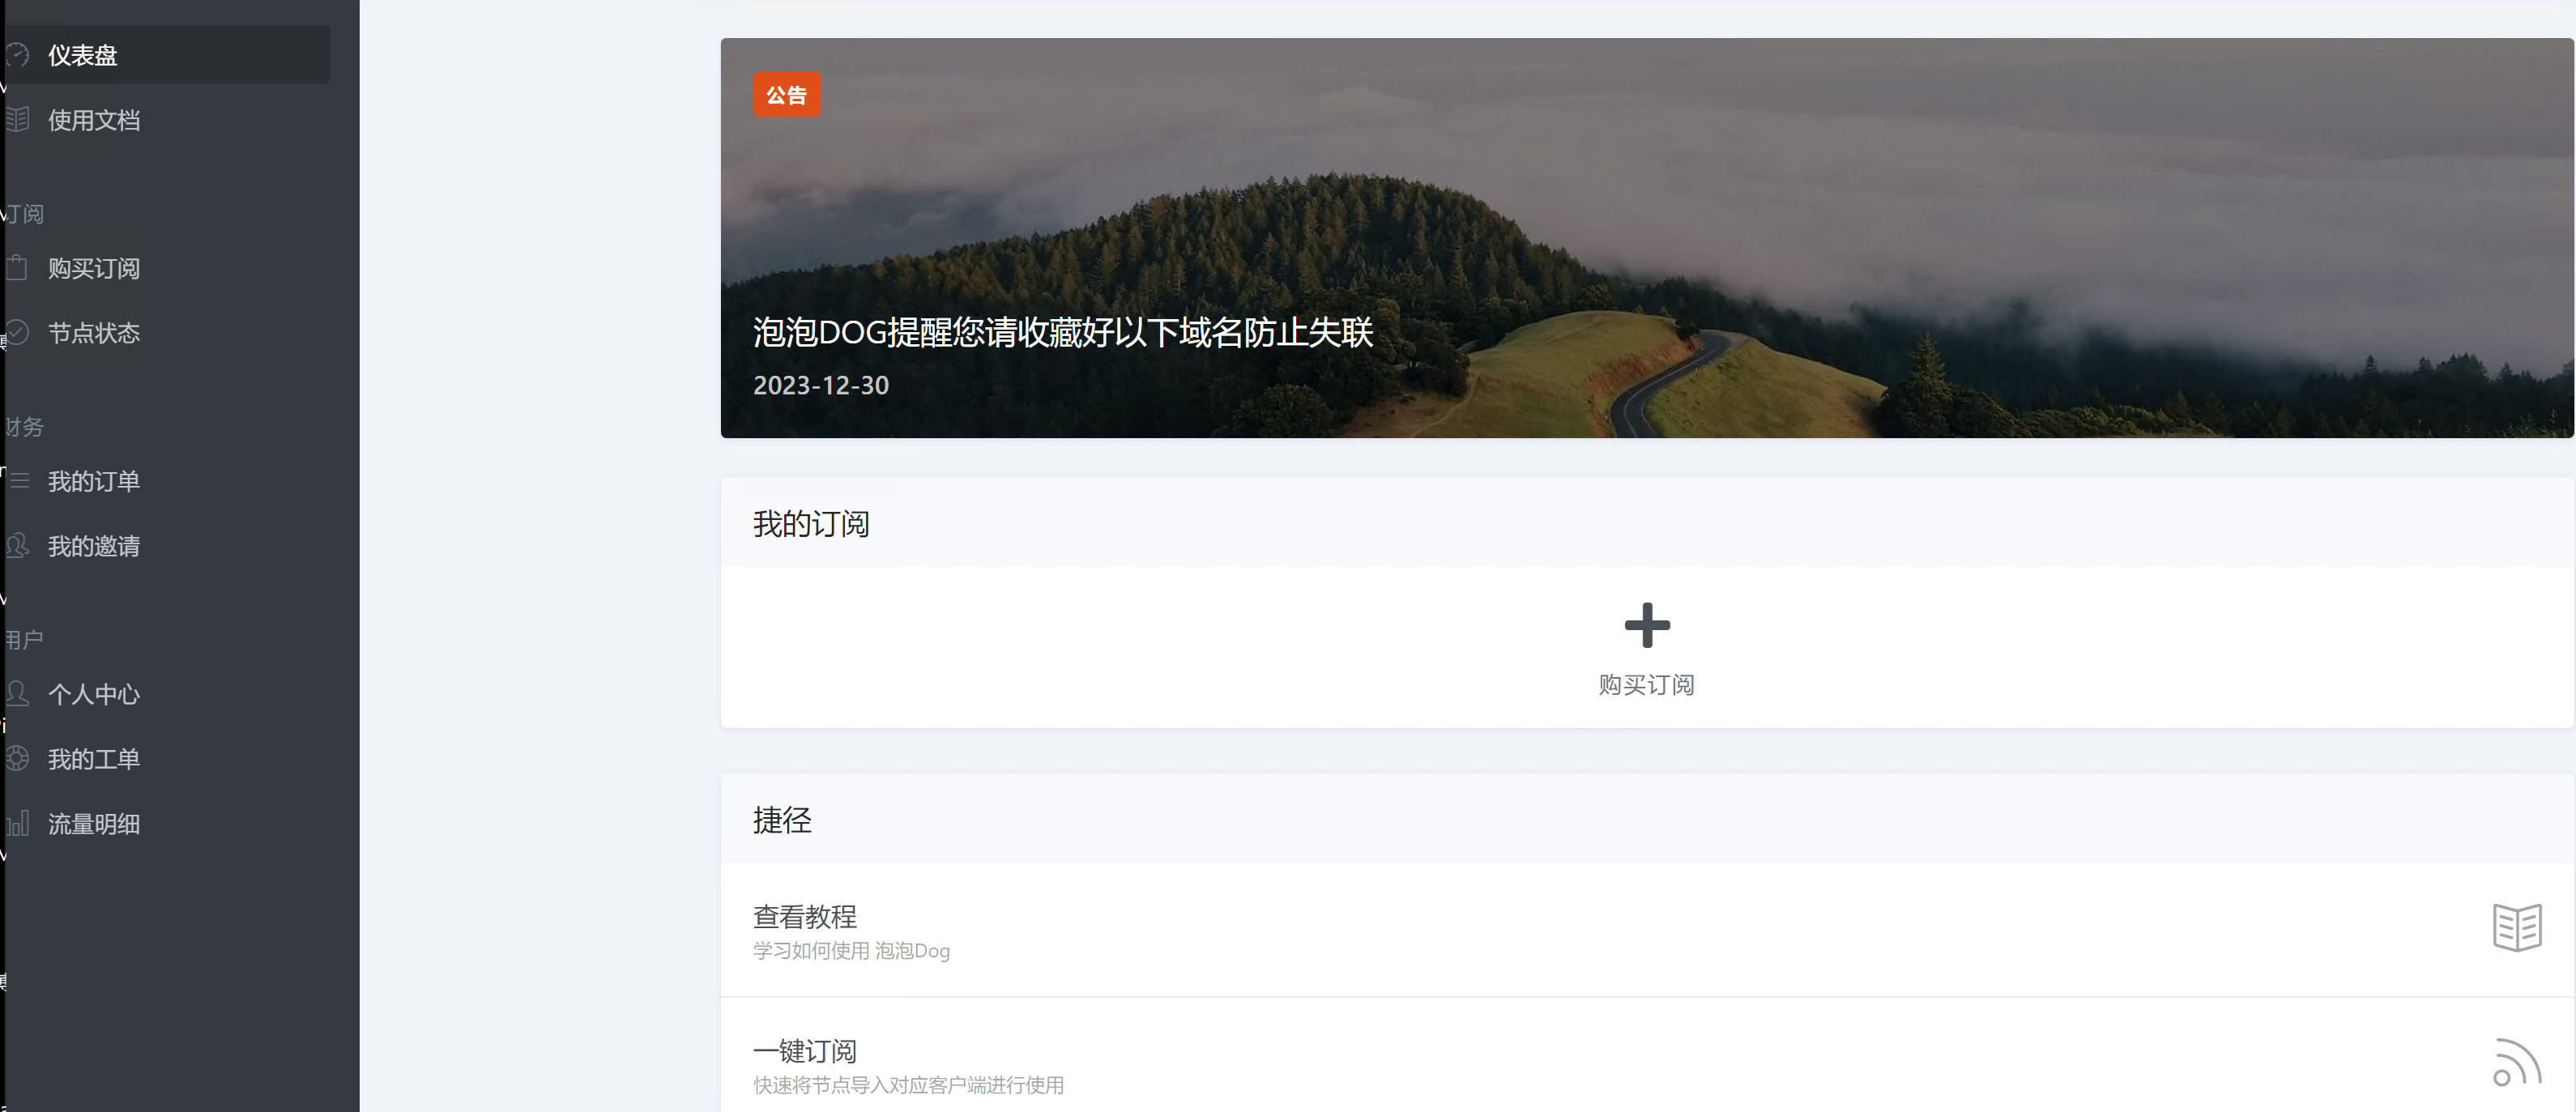 仪表盘
使用文档
订阅
购买订阅
节点状态
财务
我的订单
我的邀请
用户
个人中心
我的工单
流量明细
公告
泡泡DOG提醒您请收藏好以下域名防止失联
2023-12-30
我的订阅
购买订阅
捷径
查看教程
学习如何使用 泡泡Dog
一键订阅
快速将节点导入对应客户端进行使用